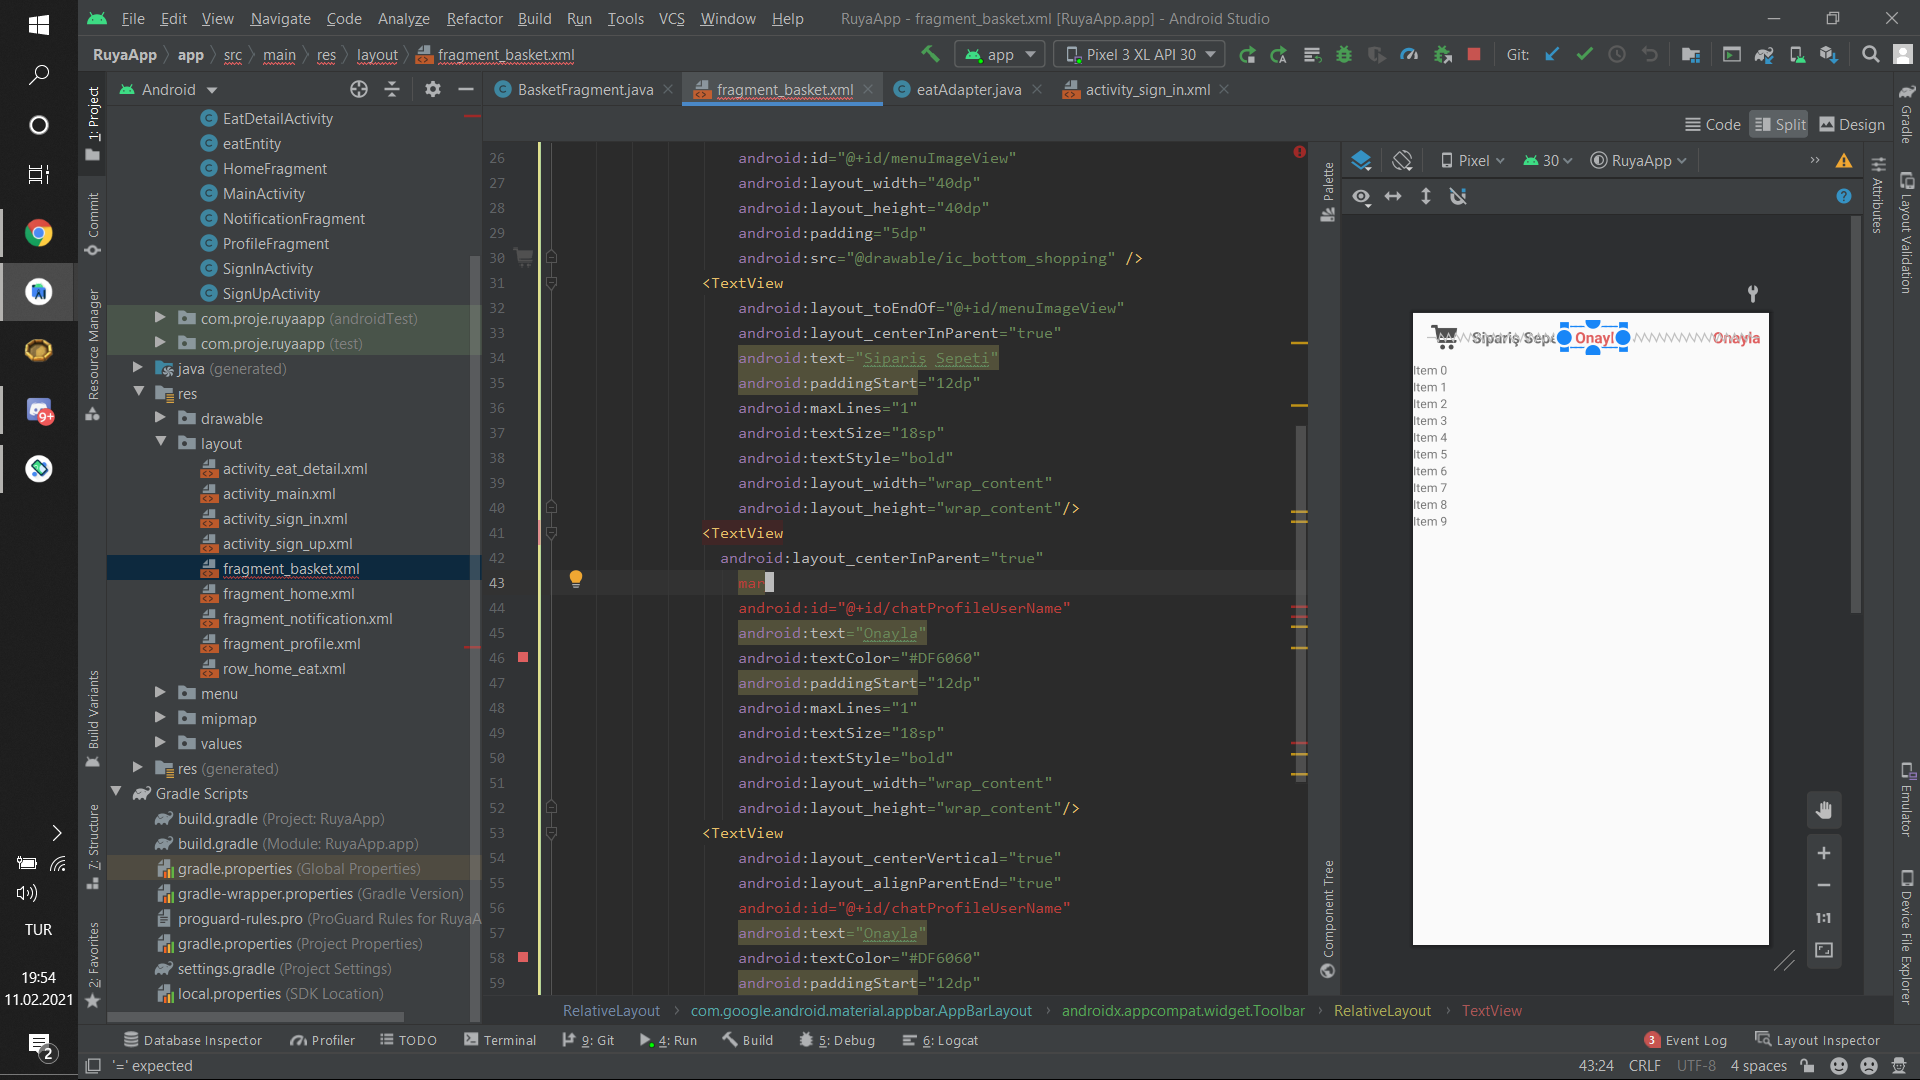 File Edit View Navigate Code Analyze Refactor Build Run Tools VCS Window Help RuyaApp - fragment_basket.xml [RuyaApp.app] - Android Studio
RuyaApp app src main res layout fragment_basket.xml app Pixel 3 XL API 30 Git:
1: Project
Commit
Resource Manager
Build Variants
7: Structure
2: Favorites
Android
EatDetailActivity
eatEntity
HomeFragment
MainActivity
NotificationFragment
ProfileFragment
SignInActivity
SignUpActivity
com.proje.ruyaapp (androidTest)
com.proje.ruyaapp (test)
java (generated)
res
drawable
layout
activity_eat_detail.xml
activity_main.xml
activity_sign_in.xml
activity_sign_up.xml
fragment_basket.xml
fragment_home.xml
fragment_notification.xml
fragment_profile.xml
row_home_eat.xml
menu
mipmap
values
res (generated)
Gradle Scripts
build.gradle (Project: RuyaApp)
build.gradle (Module: RuyaApp.app)
gradle.properties (Global Properties)
gradle-wrapper.properties (Gradle Version)
proguard-rules.pro (ProGuard Rules for RuyaA
gradle.properties (Project Properties)
settings.gradle (Project Settings)
local.properties (SDK Location)
BasketFragment.java fragment_basket.xml eatAdapter.java activity_sign_in.xml
Code Split Design
26 android:id="@+id/menuImageView"
27 android:layout_width="40dp"
28 android:layout_height="40dp"
29 android:padding="5dp"
30 android:src="@drawable/ic_bottom_shopping" />
31 <TextView
32 android:layout_toEndOf="@+id/menuImageView"
33 android:layout_centerInParent="true"
34 android:text="Sipariş Sepeti"
35 android:paddingStart="12dp"
36 android:maxLines="1"
37 android:textSize="18sp"
38 android:textStyle="bold"
39 android:layout_width="wrap_content"
40 android:layout_height="wrap_content"/>
41 <TextView
42 android:layout_centerInParent="true"
43 mar
44 android:id="@+id/chatProfileUserName"
45 android:text="Onayla"
46 android:textColor="#DF6060"
47 android:paddingStart="12dp"
48 android:maxLines="1"
49 android:textSize="18sp"
50 android:textStyle="bold"
51 android:layout_width="wrap_content"
52 android:layout_height="wrap_content"/>
53 <TextView
54 android:layout_centerVertical="true"
55 android:layout_alignParentEnd="true"
56 android:id="@+id/chatProfileUserName"
57 android:text="Onayla"
58 android:textColor="#DF6060"
59 android:paddingStart="12dp"
RelativeLayout com.google.android.material.appbar.AppBarLayout androidx.appcompat.widget.Toolbar RelativeLayout TextView
Palette
Component Tree
Pixel 30 RuyaApp
Sipariş Sepe Onayl Onayla
Item 0
Item 1
Item 2
Item 3
Item 4
Item 5
Item 6
Item 7
Item 8
Item 9
1:1
Attributes
Gradle
Layout Validation
Emulator
Device File Explorer
Database Inspector Profiler TODO Terminal 9: Git 4: Run Build 5: Debug 6: Logcat 3 Event Log Layout Inspector
'=' expected 43:24 CRLF UTF-8 4 spaces
9+
TUR
19:54
11.02.2021
2